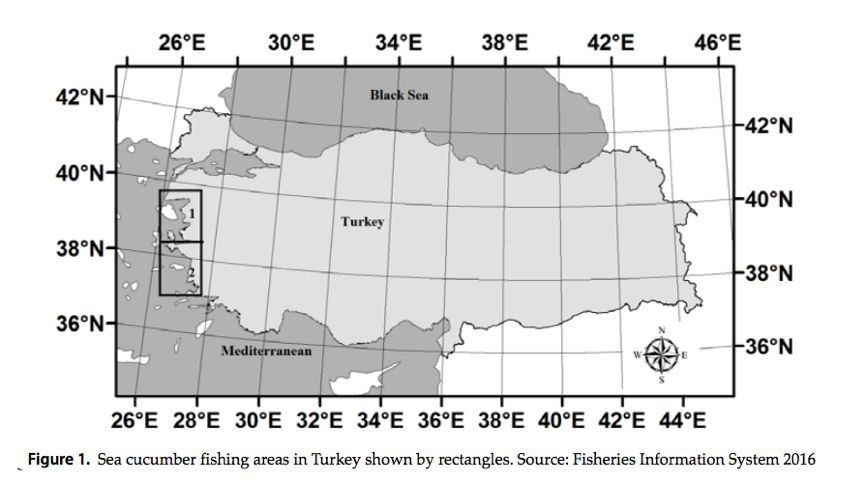 26°E 30°E 34°E 38°E 42°E 46°E
42°N
Black Sea
42°N
40°N
40°N
1
Turkey
38°N
2
38°N
36°N
N
Mediterranean
W E
36°N
S
26°E 28°E 30°E 32°E 34°E 36°E 38°E 40°E 42°E 44°E
Figure 1. Sea cucumber fishing areas in Turkey shown by rectangles. Source: Fisheries Information System 2016